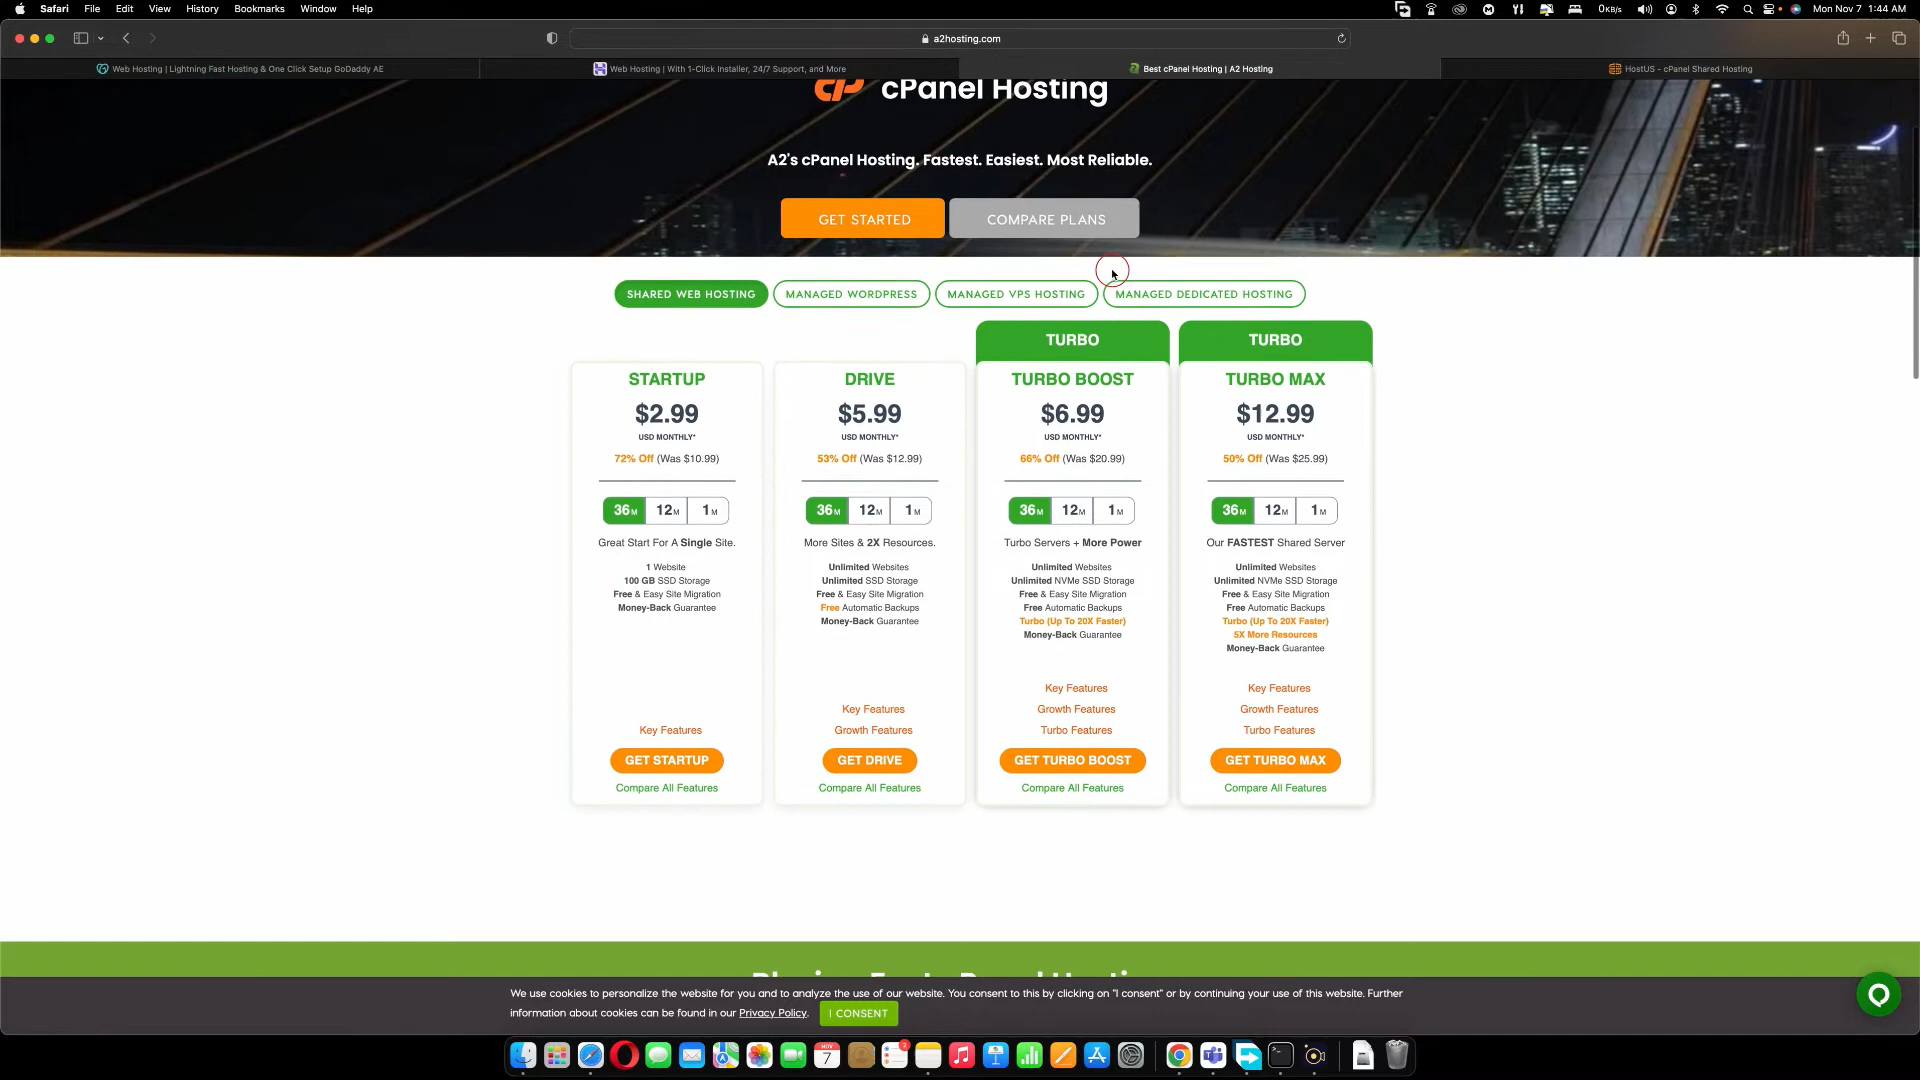 Safari File Edit View History Bookmarks Window Help
0KB/s Mon Nov 7 1:44 AM
a2hosting.com
Web Hosting | Lightning Fast Hosting & One Click Setup GoDaddy AE
Web Hosting | With 1-Click Installer, 24/7 Support, and More
Best cPanel Hosting | A2 Hosting
HostUS - cPanel Shared Hosting
cP cPanel Hosting
A2's cPanel Hosting. Fastest. Easiest. Most Reliable.
GET STARTED COMPARE PLANS
SHARED WEB HOSTING MANAGED WORDPRESS MANAGED VPS HOSTING MANAGED DEDICATED HOSTING
STARTUP
$2.99
USD MONTHLY*
72% Off (Was $10.99)
36M 12M 1M
Great Start For A Single Site.
1 Website
100 GB SSD Storage
Free & Easy Site Migration
Money-Back Guarantee
Key Features
GET STARTUP
Compare All Features
DRIVE
$5.99
USD MONTHLY*
53% Off (Was $12.99)
36M 12M 1M
More Sites & 2X Resources.
Unlimited Websites
Unlimited SSD Storage
Free & Easy Site Migration
Free Automatic Backups
Money-Back Guarantee
Key Features
Growth Features
GET DRIVE
Compare All Features
TURBO
TURBO BOOST
$6.99
USD MONTHLY*
66% Off (Was $20.99)
36M 12M 1M
Turbo Servers + More Power
Unlimited Websites
Unlimited NVMe SSD Storage
Free & Easy Site Migration
Free Automatic Backups
Turbo (Up To 20X Faster)
Money-Back Guarantee
Key Features
Growth Features
Turbo Features
GET TURBO BOOST
Compare All Features
TURBO
TURBO MAX
$12.99
USD MONTHLY*
50% Off (Was $25.99)
36M 12M 1M
Our FASTEST Shared Server
Unlimited Websites
Unlimited NVMe SSD Storage
Free & Easy Site Migration
Free Automatic Backups
Turbo (Up To 20X Faster)
5X More Resources
Money-Back Guarantee
Key Features
Growth Features
Turbo Features
GET TURBO MAX
Compare All Features
We use cookies to personalize the website for you and to analyze the use of our website. You consent to this by clicking on "I consent" or by continuing your use of this website. Further
information about cookies can be found in our Privacy Policy. I CONSENT
NOV
7
2